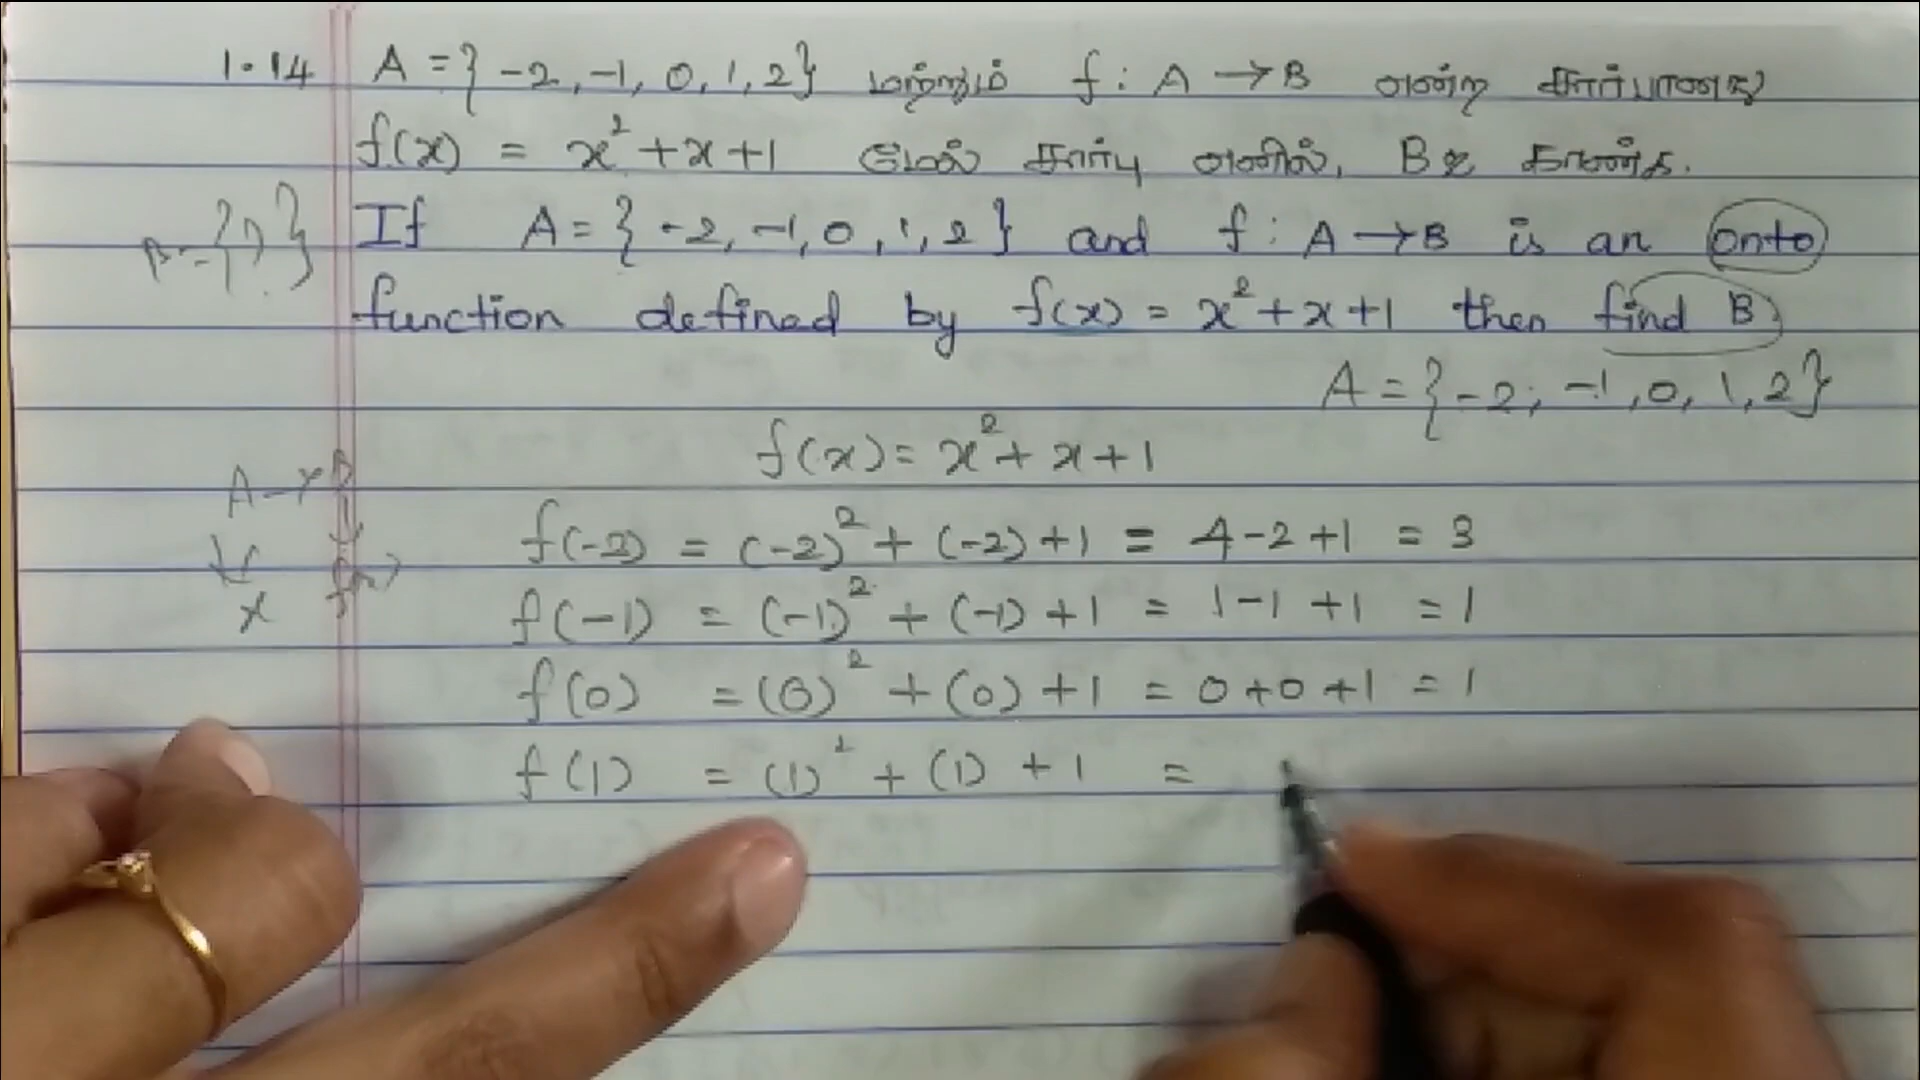 1.14 A = { -2, -1, 0, 1, 2 } மற்றும் f : A → B என்ற சார்பானது
f(x) = x² + x + 1 மேல் சார்பு எனில், B ஐ காண்க.
If A = { -2, -1, 0, 1, 2 } and f : A → B is an onto
function defined by f(x) = x² + x + 1 then find B
A = { -2, -1, 0, 1, 2 }
f(x) = x² + x + 1
A → B
f(-2) = (-2)² + (-2) + 1 = 4 - 2 + 1 = 3
x f(x)
f(-1) = (-1)² + (-1) + 1 = 1 - 1 + 1 = 1
f(0) = (0)² + (0) + 1 = 0 + 0 + 1 = 1
f(1) = (1)² + (1) + 1 =